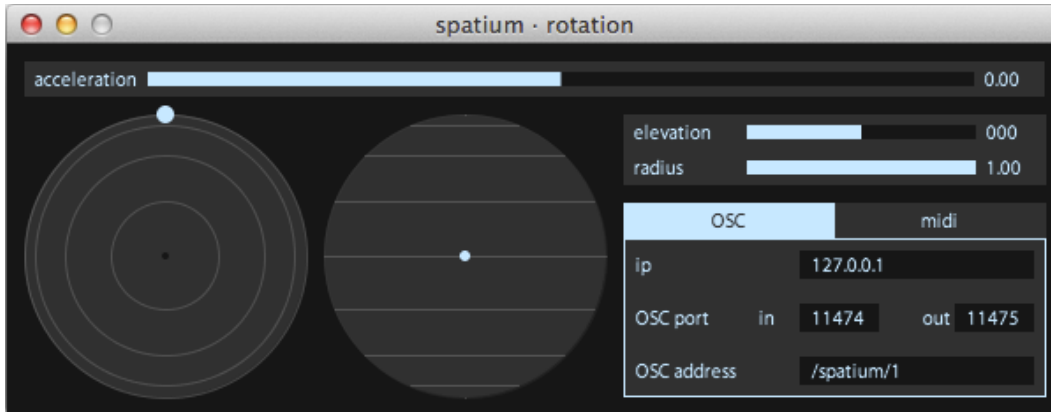 spatium · rotation
acceleration 0.00
elevation 000
radius 1.00
OSC midi
ip 127.0.0.1
OSC port in 11474 out 11475
OSC address /spatium/1